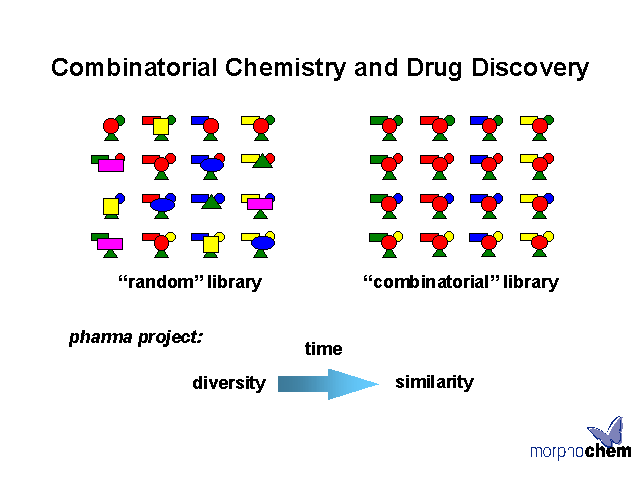 Combinatorial Chemistry and Drug Discovery
“random” library
“combinatorial” library
pharma project:
time
diversity
similarity
morphochem